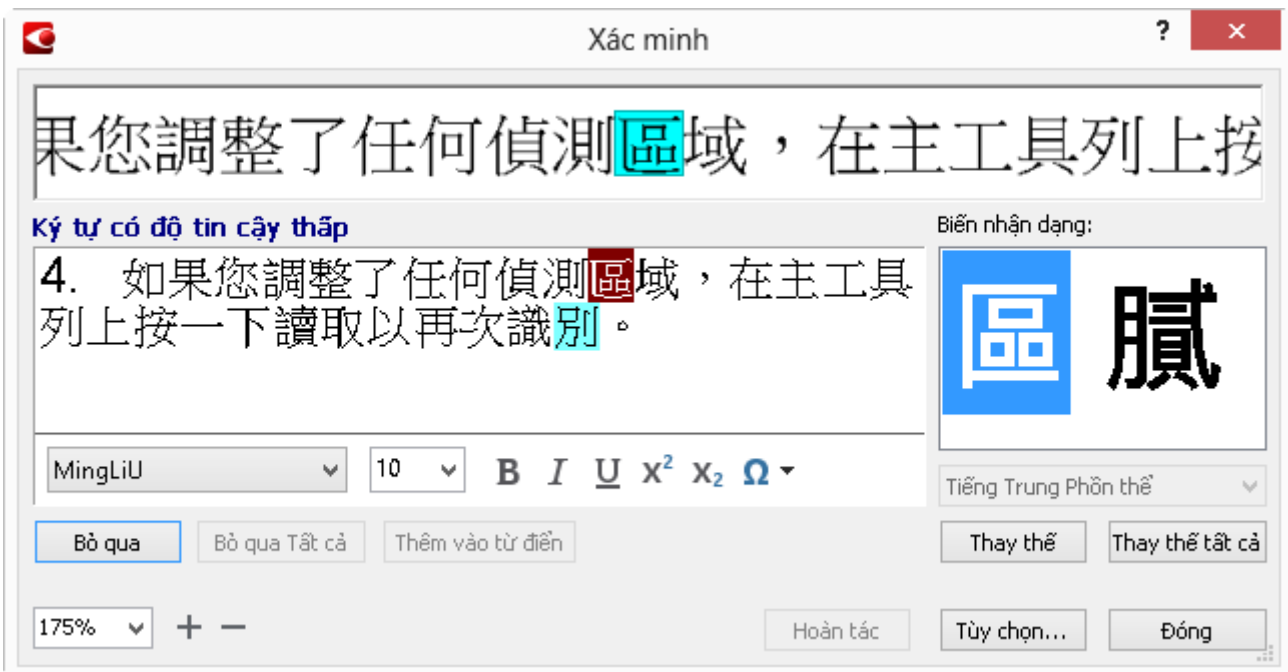 Xác minh
?
果您調整了任何偵測區域，在主工具列上按
Ký tự có độ tin cậy thấp
4. 如果您調整了任何偵測區域，在主工具
列上按一下讀取以再次識別。
Biến nhận dạng:
區 膩
MingLiU 10 B I U X² X₂ Ω
Tiếng Trung Phồn thể
Bỏ qua Bỏ qua Tất cả Thêm vào từ điển Thay thế Thay thế tất cả
175% + − Hoàn tác Tùy chọn... Đóng